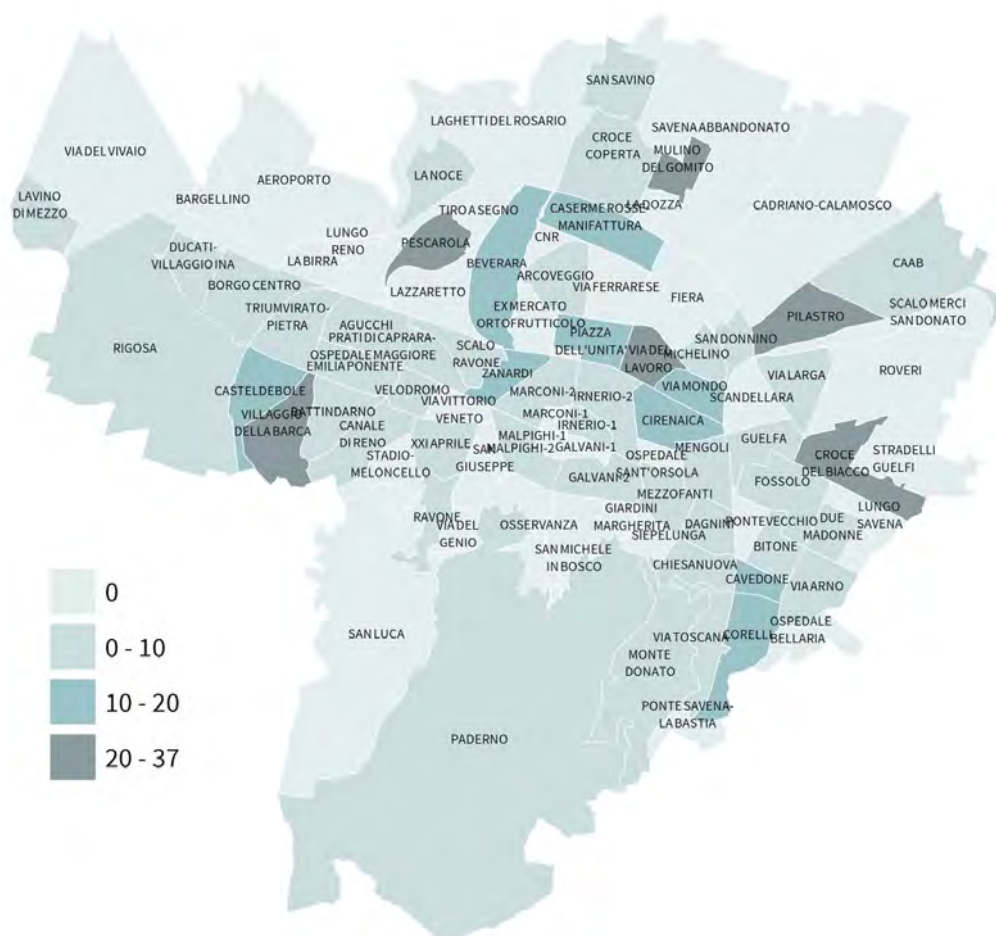 SAN SAVINO
LAGHETTI DEL ROSARIO
SAVENA ABBANDONATO
VIA DEL VIVAIO
CROCE
COPERTA
MULINO
DEL GOMITO
AEROPORTO
LA NOCE
LAVINO
DI MEZZO
BARGELLINO
TIRO A SEGNO
CASERME ROSSE-
MANIFATTURA
LA DOZZA
CADRIANO-CALAMOSCO
LUNGO
RENO
PESCAROLA
CNR
DUCATI-
VILLAGGIO INA
LA BIRRA
BEVERARA
CAAB
ARCOVEGGIO
BORGO CENTRO
LAZZARETTO
VIA FERRARESE
FIERA
TRIUMVIRATO-
PIETRA
EX MERCATO
ORTOFRUTTICOLO
PILASTRO
SCALO MERCI
SAN DONATO
AGUCCHI
PRATI DI CAPRARA-
OSPEDALE MAGGIORE
EMILIA PONENTE
RIGOSA
SCALO
RAVONE
PIAZZA
DELL'UNITA'
VIA DEL
LAVORO
MICHELINO
SAN DONNINO
ZANARDI
VIA LARGA
ROVERI
CASTELDEBOLE
VELODROMO
MARCONI-2
IRNERIO-2
VIA MONDO
SCANDELLARA
VIA VITTORIO
VENETO
VILLAGGIO
DELLA BARCA
BATTINDARNO
CANALE
DI RENO
MARCONI-1
IRNERIO-1
CIRENAICA
XXI APRILE
MALPIGHI-1
MALPIGHI-2
GALVANI-1
MENGOLI
GUELFA
STADIO-
MELONCELLO
SAN
GIUSEPPE
OSPEDALE
SANT'ORSOLA
CROCE
DEL BIACCO
STRADELLI
GUELFI
GALVANI-2
FOSSOLO
MEZZOFANTI
GIARDINI
MARGHERITA
LUNGO
SAVENA
RAVONE
VIA DEL
GENIO
OSSERVANZA
SIEPELUNGA
DAGNINI
PONTEVECCHIO
DUE
MADONNE
BITONE
SAN MICHELE
IN BOSCO
CHIESANUOVA
CAVEDONE
VIA ARNO
0
SAN LUCA
VIA TOSCANA
CORELLI
OSPEDALE
BELLARIA
0 - 10
MONTE
DONATO
10 - 20
PONTE SAVENA-
LA BASTIA
PADERNO
20 - 37